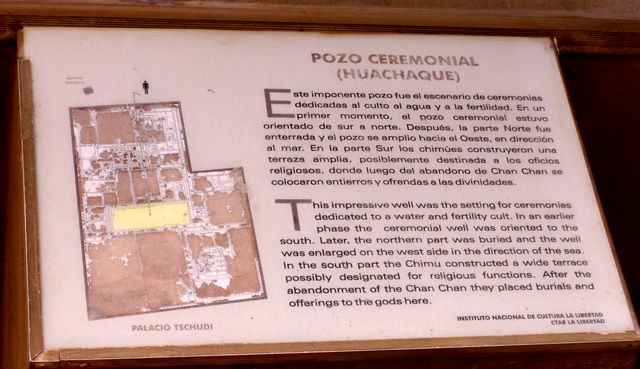 POZO CEREMONIAL
(HUACHAQUE)
Este imponente pozo fue el escenario de ceremonias
dedicadas al culto al agua y a la fertilidad. En un
primer momento, el pozo ceremonial estuvo
orientado de sur a norte. Después, la parte Norte fue
enterrada y el pozo se amplio hacia el Oeste, en dirección
al mar. En la parte Sur los chimúes construyeron una
terraza amplia, posiblemente destinada a los oficios
religiosos, donde luego del abandono de Chan Chan se
colocaron entierros y ofrendas a las divinidades.
This impressive well was the setting for ceremonies
dedicated to a water and fertility cult. In an earlier
phase the ceremonial well was oriented to the
south. Later, the northern part was buried and the well
was enlarged on the west side in the direction of the sea.
In the south part the Chimu constructed a wide terrace
possibly designated for religious functions. After the
abandonment of the Chan Chan they placed burials and
offerings to the gods here.
PALACIO TSCHUDI
INSTITUTO NACIONAL DE CULTURA LA LIBERTAD
CTAR LA LIBERTAD